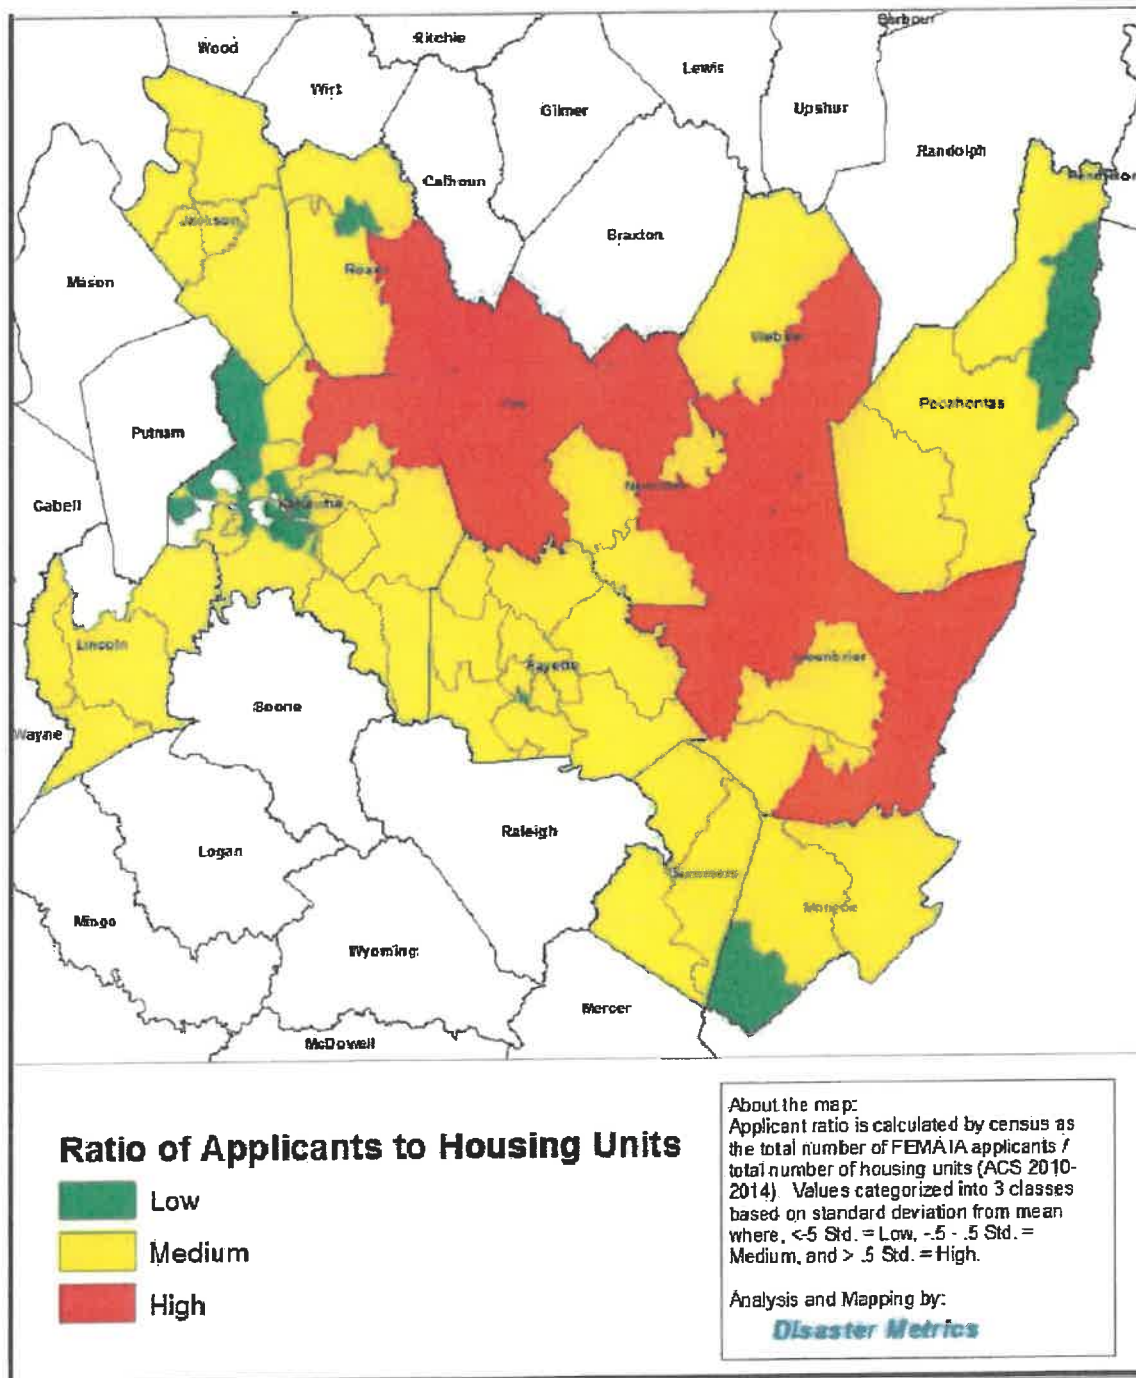 Barbour
Wood
Ritchie
Lewis
Wirt
Gilmer
Upshur
Randolph
Calhoun
Pendleton
Jackson
Braxton
Roane
Mason
Webster
Pocahontas
Clay
Putnam
Nicholas
Kanawha
Cabell
Lincoln
Fayette
Greenbrier
Boone
Wayne
Raleigh
Logan
Summers
Monroe
Mingo
Wyoming
Mercer
McDowell
Ratio of Applicants to Housing Units
Low
Medium
High
About the map:
Applicant ratio is calculated by census as
the total number of FEMA IA applicants /
total number of housing units (ACS 2010-
2014). Values categorized into 3 classes
based on standard deviation from mean
where, <-5 Std. = Low, -.5 - .5 Std. =
Medium, and > .5 Std. = High.
Analysis and Mapping by:
Disaster Metrics